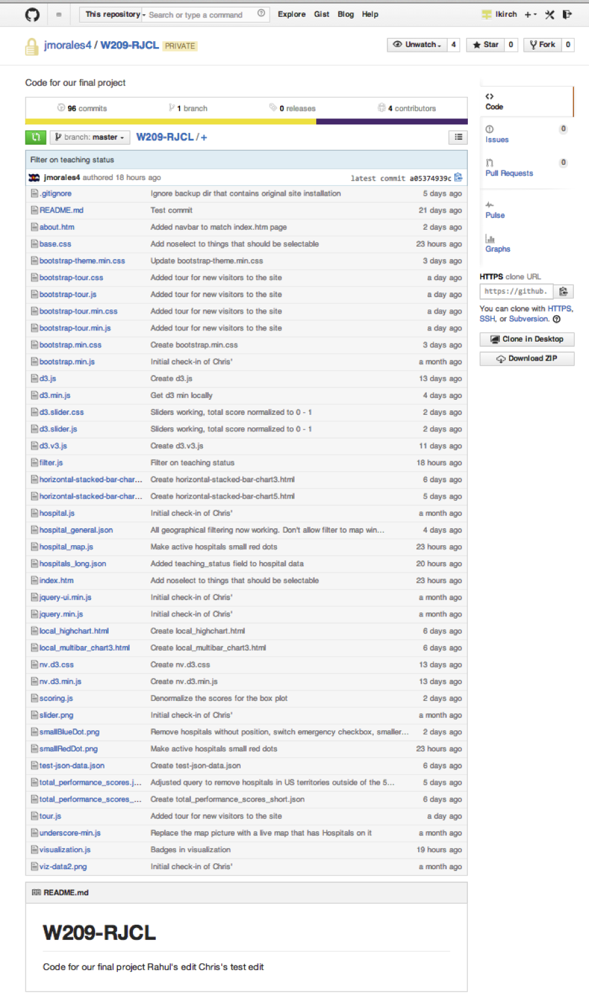 This repository Search or type a command Explore Gist Blog Help lkirch
jmorales4 / W209-RJCL PRIVATE Unwatch 4 Star 0 Fork 0
Code for our final project
96 commits 1 branch 0 releases 4 contributors
branch: master W209-RJCL / +
Filter on teaching status
jmorales4 authored 18 hours ago latest commit a05374939c
.gitignore Ignore backup dir that contains original site installation 5 days ago
README.md Test commit 21 days ago
about.htm Added navbar to match index.htm page 2 days ago
base.css Add noselect to things that should be selectable 23 hours ago
bootstrap-theme.min.css Update bootstrap-theme.min.css 3 days ago
bootstrap-tour.css Added tour for new visitors to the site a day ago
bootstrap-tour.js Added tour for new visitors to the site a day ago
bootstrap-tour.min.css Added tour for new visitors to the site a day ago
bootstrap-tour.min.js Added tour for new visitors to the site a day ago
bootstrap.min.css Create bootstrap.min.css 3 days ago
bootstrap.min.js Initial check-in of Chris' a month ago
d3.js Create d3.js 13 days ago
d3.min.js Get d3 min locally 4 days ago
d3.slider.css Sliders working, total score normalized to 0 - 1 2 days ago
d3.slider.js Sliders working, total score normalized to 0 - 1 2 days ago
d3.v3.js Create d3.v3.js 11 days ago
filter.js Filter on teaching status 18 hours ago
horizontal-stacked-bar-char... Create horizontal-stacked-bar-chart3.html 6 days ago
horizontal-stacked-bar-char... Create horizontal-stacked-bar-chart5.html 5 days ago
hospital.js Initial check-in of Chris' a month ago
hospital_general.json All geographical filtering now working. Don't allow filter to map win... 4 days ago
hospital_map.js Make active hospitals small red dots 23 hours ago
hospitals_long.json Added teaching_status field to hospital data 20 hours ago
index.htm Add noselect to things that should be selectable 23 hours ago
jquery-ui.min.js Initial check-in of Chris' a month ago
jquery.min.js Initial check-in of Chris' a month ago
local_highchart.html Create local_highchart.html 6 days ago
local_multibar_chart3.html Create local_multibar_chart3.html 6 days ago
nv.d3.css Create nv.d3.css 13 days ago
nv.d3.min.js Create nv.d3.min.js 13 days ago
scoring.js Denormalize the scores for the box plot 2 days ago
slider.png Initial check-in of Chris' a month ago
smallBlueDot.png Remove hospitals without position, switch emergency checkbox, smaller... 2 days ago
smallRedDot.png Make active hospitals small red dots 23 hours ago
test-json-data.json Create test-json-data.json 6 days ago
total_performance_scores.j... Adjusted query to remove hospitals in US territories outside of the 5... 5 days ago
total_performance_scores_... Create total_performance_scores_short.json 6 days ago
tour.js Added tour for new visitors to the site a day ago
underscore-min.js Replace the map picture with a live map that has Hospitals on it a month ago
visualization.js Badges in visualization 19 hours ago
viz-data2.png Initial check-in of Chris' a month ago
README.md
W209-RJCL
Code for our final project Rahul's edit Chris's test edit
Code
Issues 0
Pull Requests 0
Pulse
Graphs
HTTPS clone URL
https://github.
You can clone with HTTPS,
SSH, or Subversion.
Clone in Desktop
Download ZIP